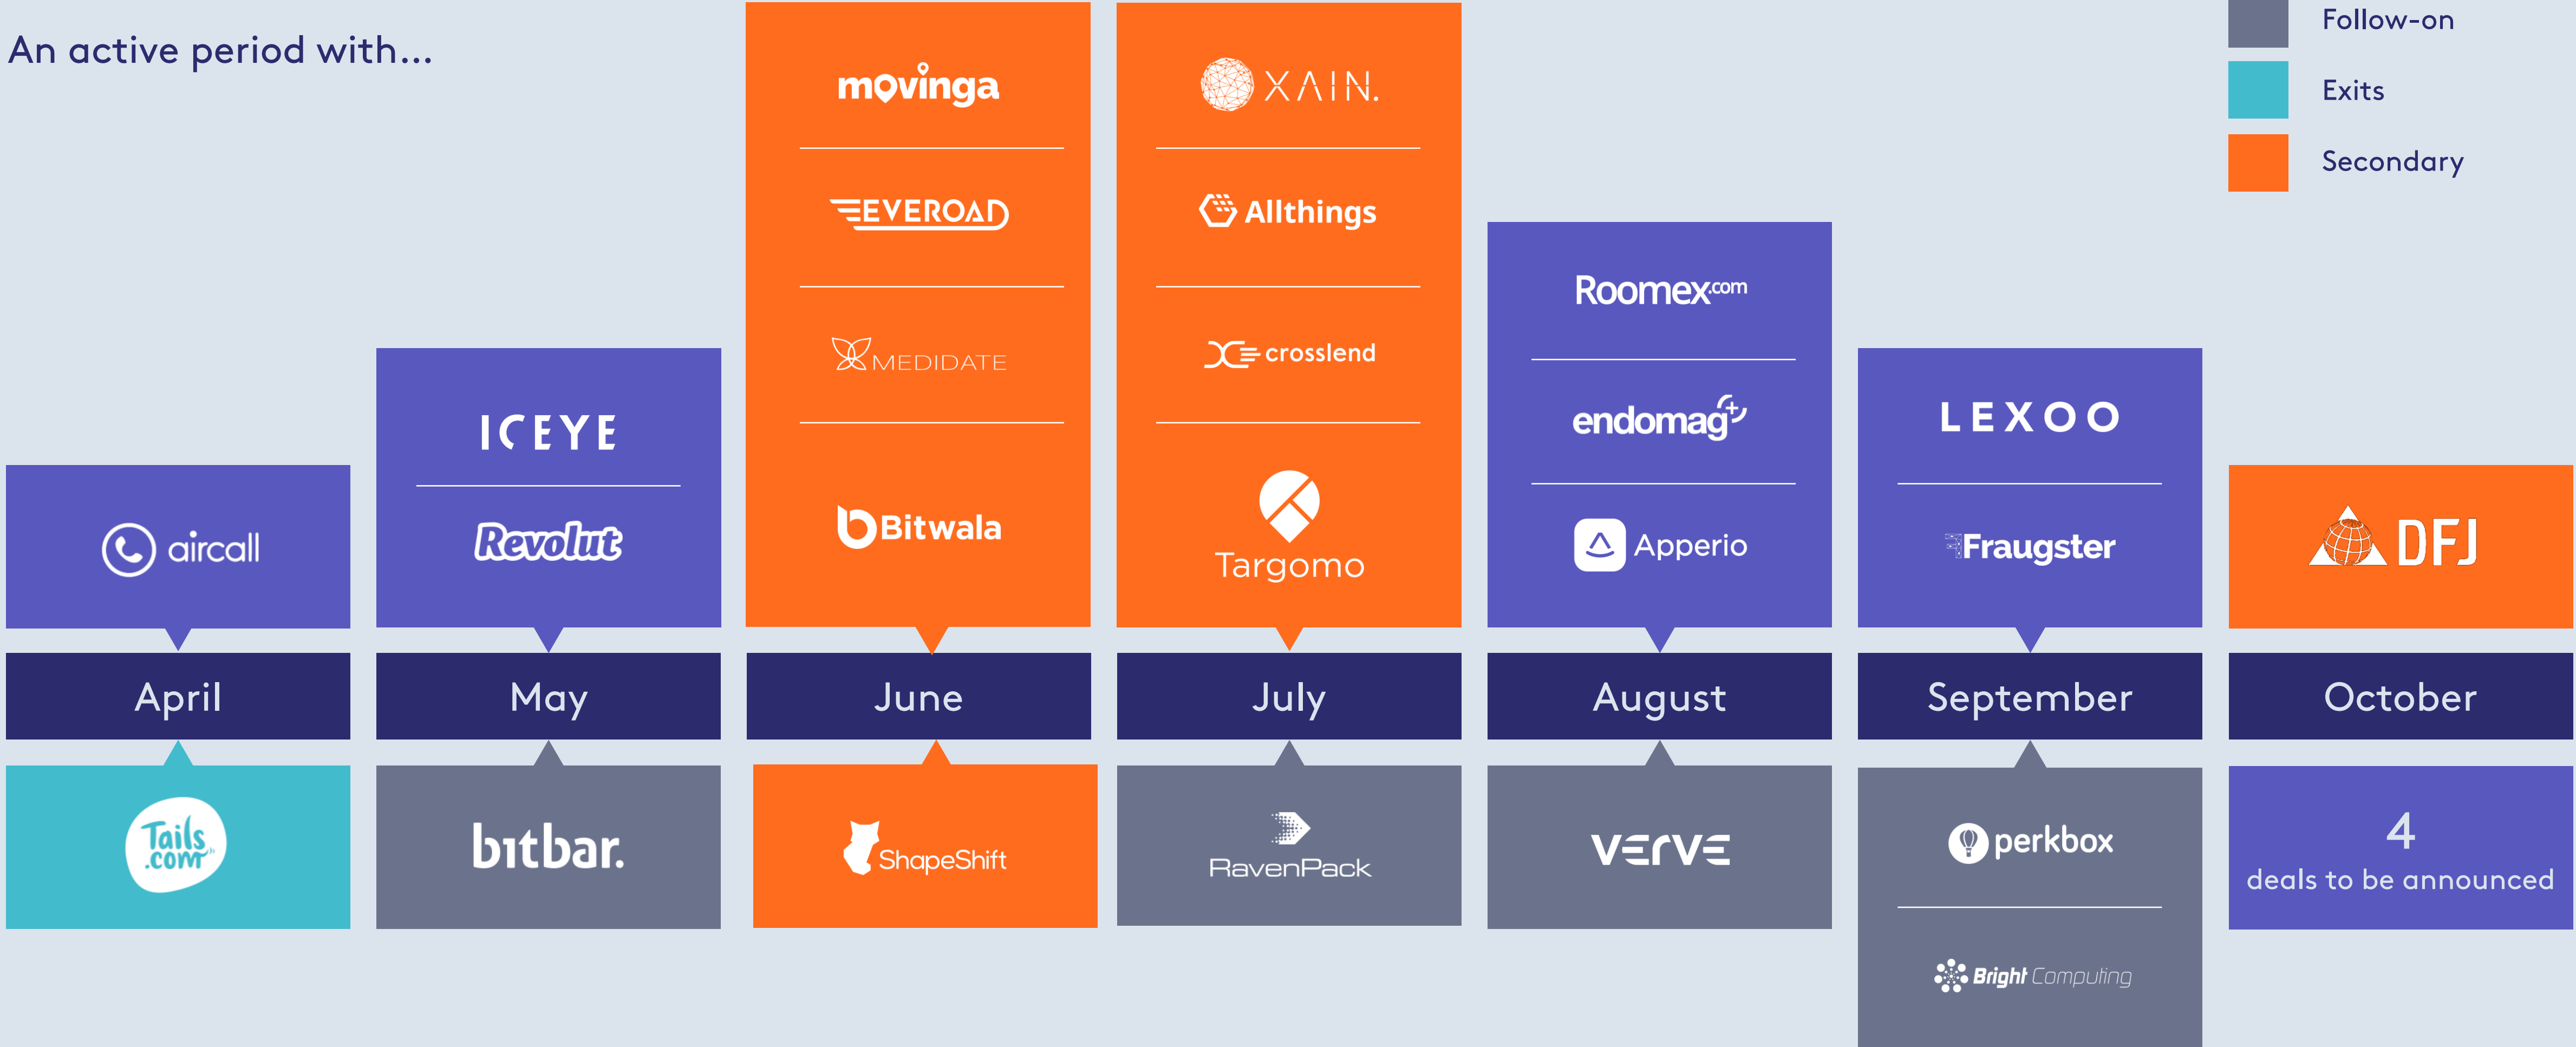 An active period with...
Follow-on
Exits
Secondary
aircall
April
Tails
.com
ICEYE
Revolut
May
bitbar.
movinga
EVEROAD
MEDIDATE
Bitwala
June
ShapeShift
XAIN.
Allthings
crosslend
Targomo
July
RavenPack
Roomex.com
endomag+
Apperio
August
verve
LEXOO
Fraugster
September
perkbox
Bright Computing
DFJ
October
4
deals to be announced